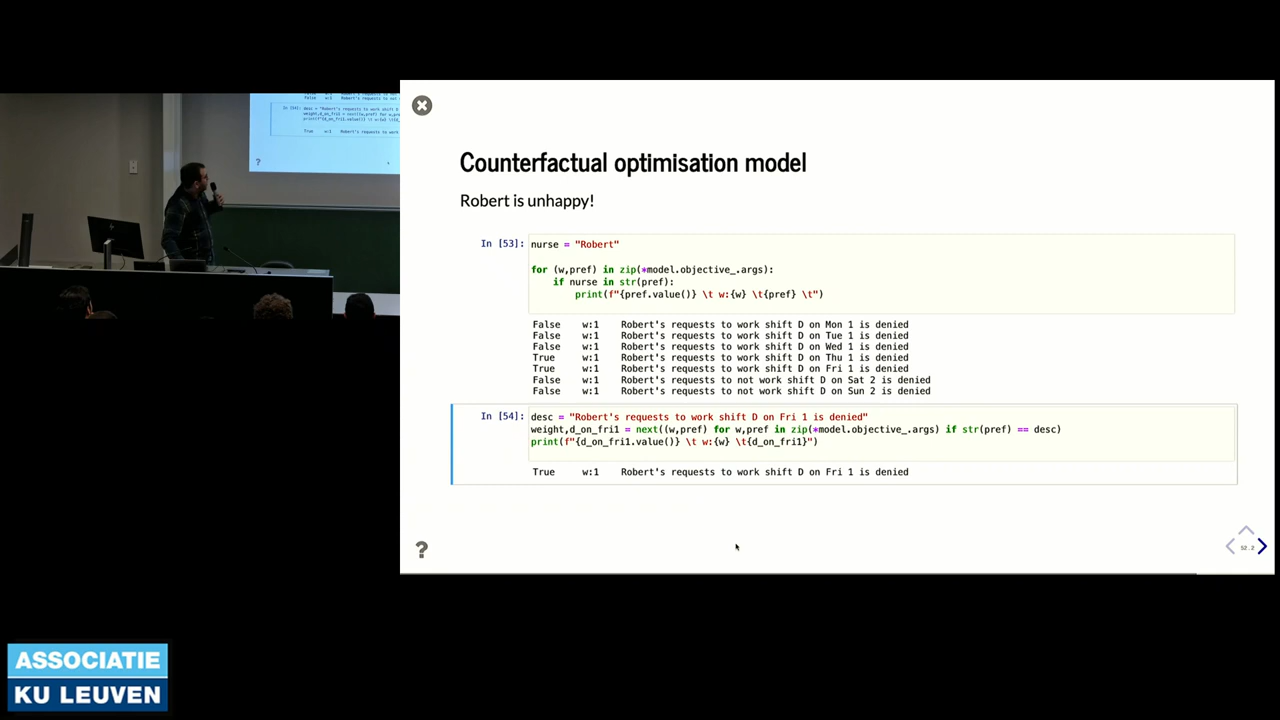 Counterfactual optimisation model
Robert is unhappy!
In [53]: nurse = "Robert"
for (w,pref) in zip(*model.objective_.args):
if nurse in str(pref):
print(f"{pref.value()} \t w:{w} \t{pref} \t")
False w:1 Robert's requests to work shift D on Mon 1 is denied
False w:1 Robert's requests to work shift D on Tue 1 is denied
False w:1 Robert's requests to work shift D on Wed 1 is denied
True w:1 Robert's requests to work shift D on Thu 1 is denied
True w:1 Robert's requests to work shift D on Fri 1 is denied
False w:1 Robert's requests to not work shift D on Sat 2 is denied
False w:1 Robert's requests to not work shift D on Sun 2 is denied
In [54]: desc = "Robert's requests to work shift D on Fri 1 is denied"
weight,d_on_fri1 = next((w,pref) for w,pref in zip(*model.objective_.args) if str(pref) == desc)
print(f"{d_on_fri1.value()} \t w:{w} \t{d_on_fri1}")
True w:1 Robert's requests to work shift D on Fri 1 is denied
?
52.2
ASSOCIATIE
KU LEUVEN